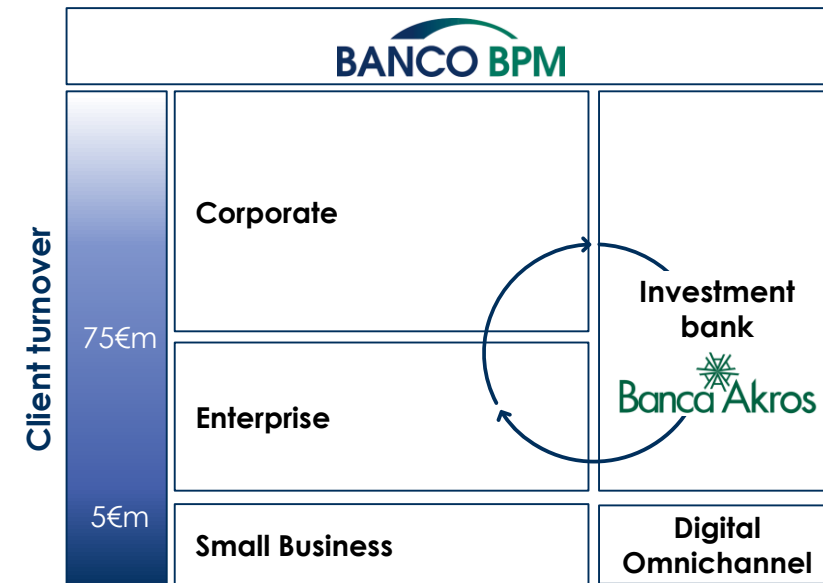 BANCO BPM
Client turnover
75€m
5€m
Corporate
Enterprise
Small Business
Investment
bank
Banca Akros
Digital
Omnichannel